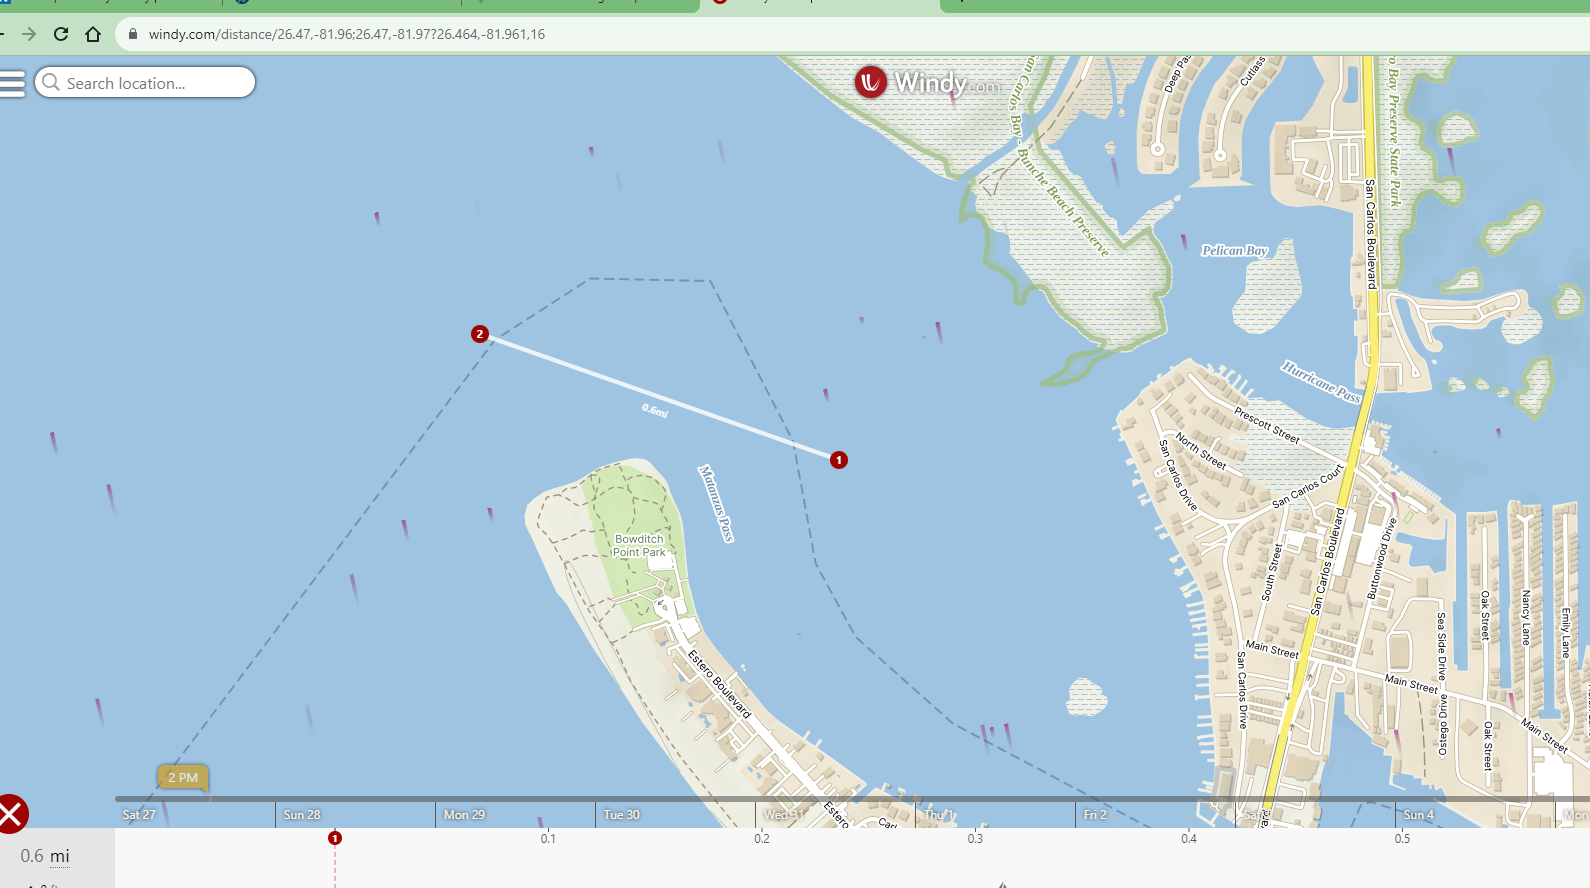 windy.com/distance/26.47,-81.96;26.47,-81.97?26.464,-81.961,16
Search location...
Windy.com
San Carlos Bay - Bunche Beach Preserve
Deep Pas
Cutlass
San Carlos Boulevard
o Bay Preserve State Park
Pelican Bay
Hurricane Pass
2
0.6mi
1
Matanzas Pass
Bowditch
Point Park
Estero Boulevard
Prescott Street
North Street
San Carlos Drive
San Carlos Court
San Carlos Boulevard
South Street
Buttonwood Drive
Main Street
San Carlos Drive
Main Street
Sea Side Drive
Ostego Drive
Oak Street
Nancy Lane
Emily Lane
Oak Street
Main Street
Estero
2 PM
Sat 27
Sun 28
Mon 29
Tue 30
Wed 31
Thu 1
Fri 2
Sat
Sun 4
Mon
1
0.1
0.2
0.3
0.4
0.5
0.6 mi